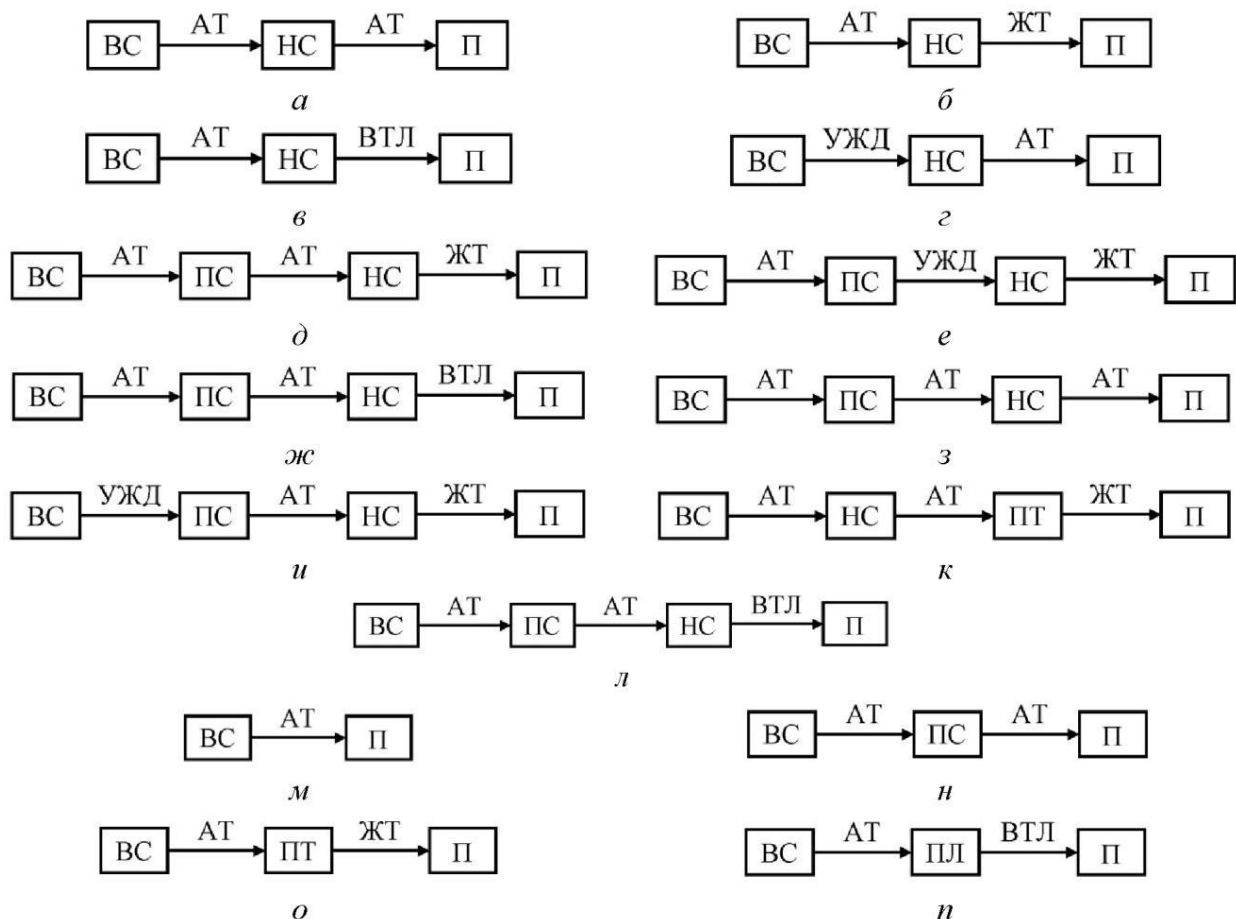 АТ АТ АТ ЖТ
ВС НС П ВС НС П
а б
АТ ВТЛ УЖД АТ
ВС НС П ВС НС П
в г
АТ АТ ЖТ АТ УЖД ЖТ
ВС ПС НС П ВС ПС НС П
д е
АТ АТ ВТЛ АТ АТ АТ
ВС ПС НС П ВС ПС НС П
ж з
УЖД АТ ЖТ АТ АТ ЖТ
ВС ПС НС П ВС НС ПТ П
и к
АТ АТ ВТЛ
ВС ПС НС П
л
АТ АТ АТ
ВС П ВС ПС П
м н
АТ ЖТ АТ ВТЛ
ВС ПТ П ВС ПЛ П
о п